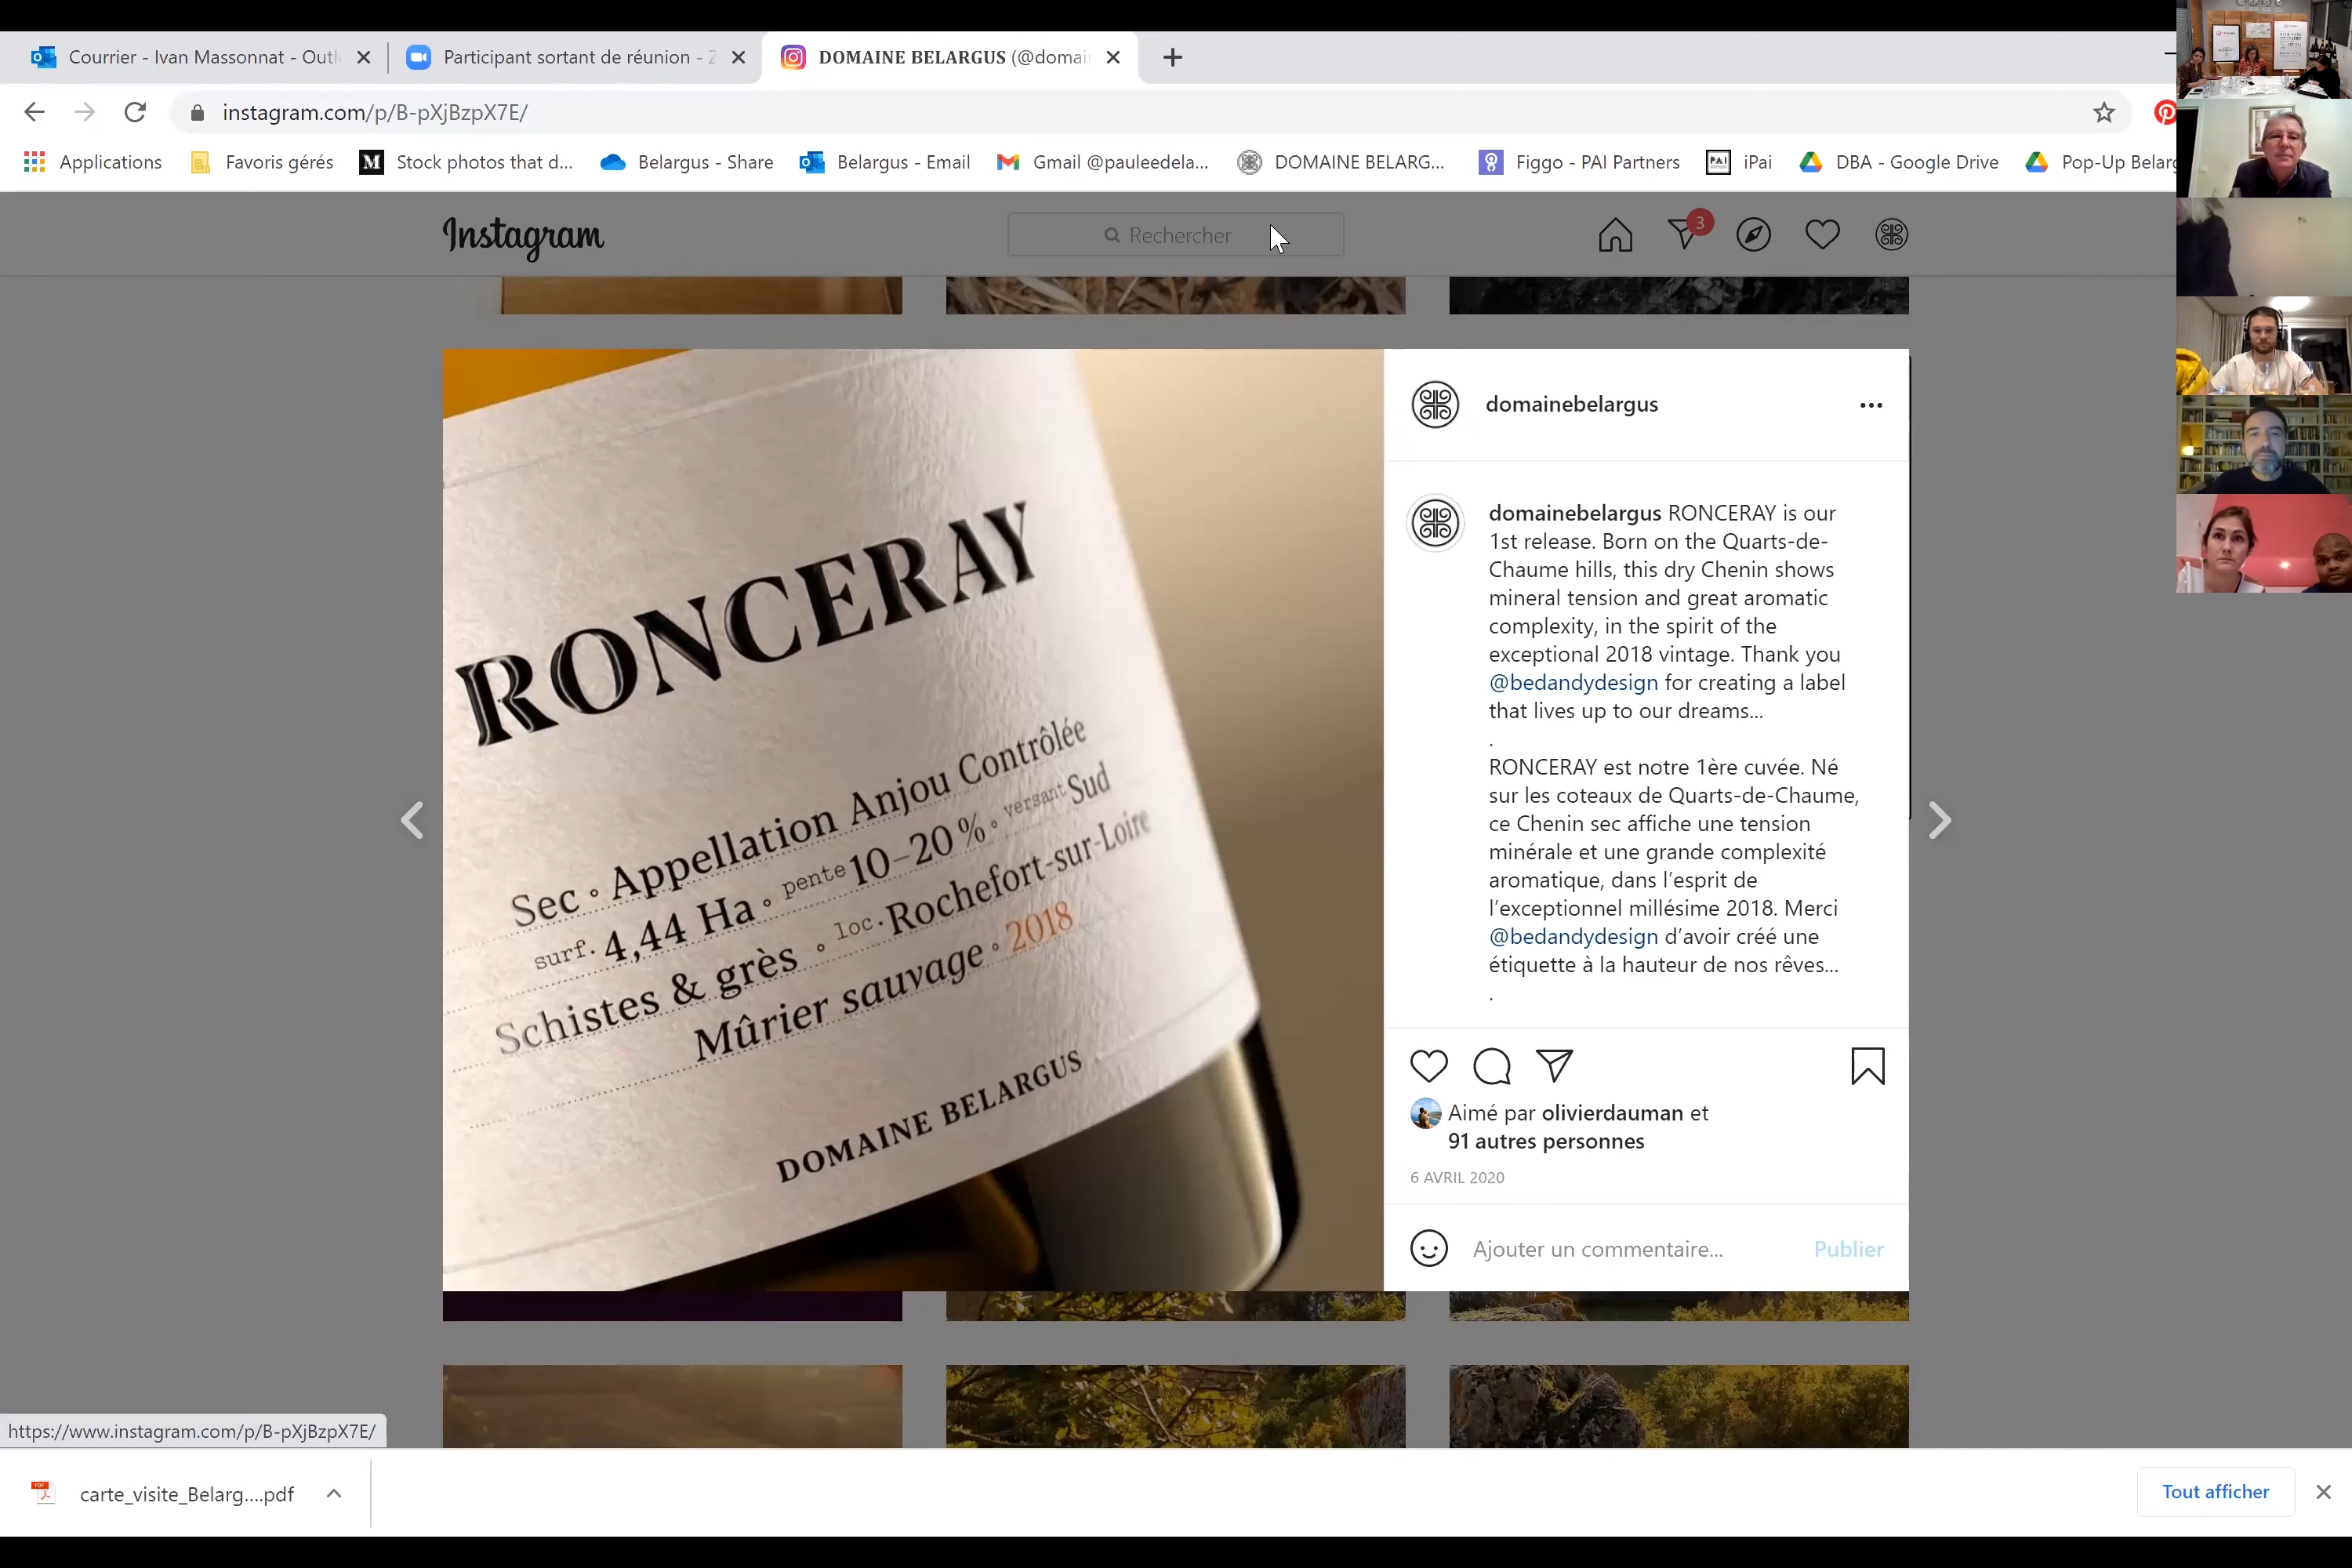 Courrier - Ivan Massonnat - Outl
Participant sortant de réunion - Z
DOMAINE BELARGUS (@domai
instagram.com/p/B-pXjBzpX7E/
Applications
Favoris gérés
Stock photos that d...
Belargus - Share
Belargus - Email
Gmail @pauleedela...
DOMAINE BELARG...
Figgo - PAI Partners
iPai
DBA - Google Drive
Pop-Up Belarg
Instagram
Rechercher
3
RONCERAY
Sec • Appellation Anjou Contrôlée
surf. 4,44 Ha • pente 10–20 % • versant Sud
Schistes & grès • loc. Rochefort-sur-Loire
Mûrier sauvage • 2018
DOMAINE BELARGUS
domainebelargus
domainebelargus RONCERAY is our
1st release. Born on the Quarts-de-
Chaume hills, this dry Chenin shows
mineral tension and great aromatic
complexity, in the spirit of the
exceptional 2018 vintage. Thank you
@bedandydesign for creating a label
that lives up to our dreams...
.
RONCERAY est notre 1ère cuvée. Né
sur les coteaux de Quarts-de-Chaume,
ce Chenin sec affiche une tension
minérale et une grande complexité
aromatique, dans l’esprit de
l’exceptionnel millésime 2018. Merci
@bedandydesign d’avoir créé une
étiquette à la hauteur de nos rêves...
.
Aimé par olivierdauman et
91 autres personnes
6 AVRIL 2020
Ajouter un commentaire...
Publier
https://www.instagram.com/p/B-pXjBzpX7E/
carte_visite_Belarg....pdf
Tout afficher